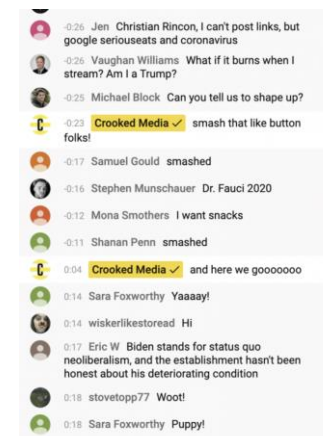 -0:26 Jen Christian Rincon, I can't post links, but
google seriouseats and coronavirus
-0:26 Vaughan Williams What if it burns when I
stream? Am I a Trump?
-0:25 Michael Block Can you tell us to shape up?
-0:23 Crooked Media ✓ smash that like button
folks!
-0:17 Samuel Gould smashed
-0:16 Stephen Munschauer Dr. Fauci 2020
-0:12 Mona Smothers I want snacks
-0:11 Shanan Penn smashed
0:04 Crooked Media ✓ and here we gooooooo
0:14 Sara Foxworthy Yaaaay!
0:14 wiskerlikestoread Hi
0:17 Eric W Biden stands for status quo
neoliberalism, and the establishment hasn't been
honest about his deteriorating condition
0:18 stovetopp77 Woot!
0:18 Sara Foxworthy Puppy!